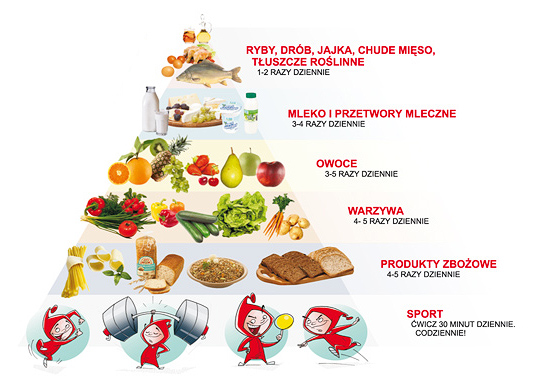 RYBY, DRÓB, JAJKA, CHUDE MIĘSO,
TŁUSZCZE ROŚLINNE
1-2 RAZY DZIENNIE
MLEKO I PRZETWORY MLECZNE
3-4 RAZY DZIENNIE
OWOCE
3-5 RAZY DZIENNIE
WARZYWA
4- 5 RAZY DZIENNIE
PRODUKTY ZBOŻOWE
4-5 RAZY DZIENNIE
SPORT
ĆWICZ 30 MINUT DZIENNIE.
CODZIENNIE!